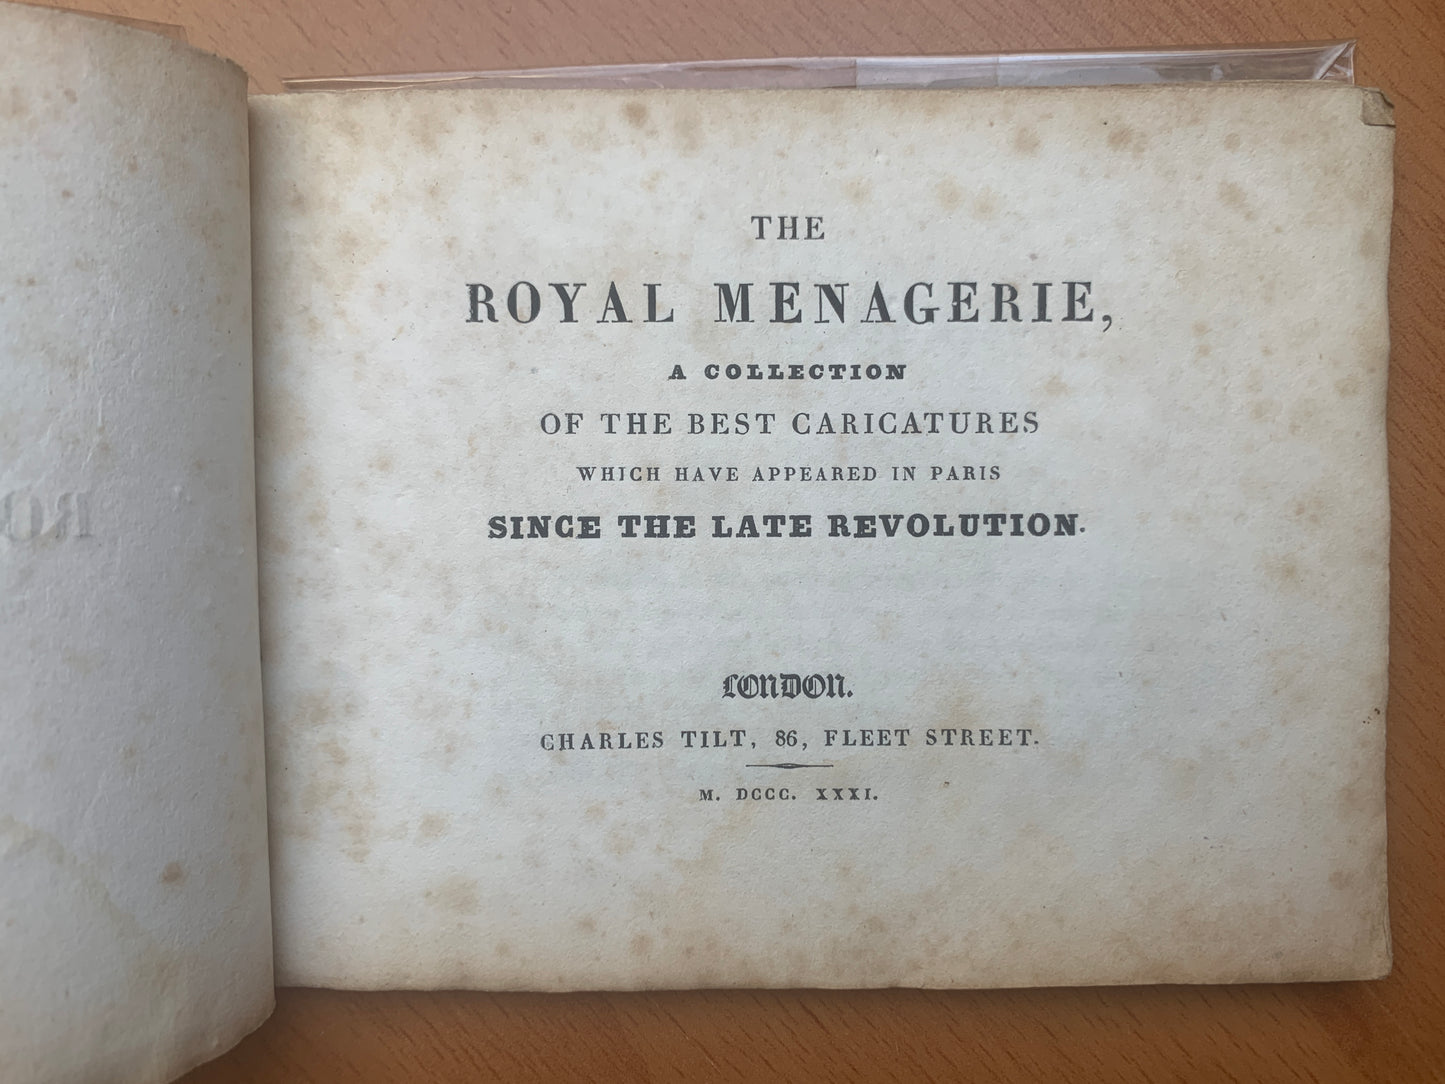 THE
ROYAL MENAGERIE,
A COLLECTION
OF THE BEST CARICATURES
WHICH HAVE APPEARED IN PARIS
SINCE THE LATE REVOLUTION.
LONDON.
CHARLES TILT, 86, FLEET STREET.
M. DCCC. XXXI.